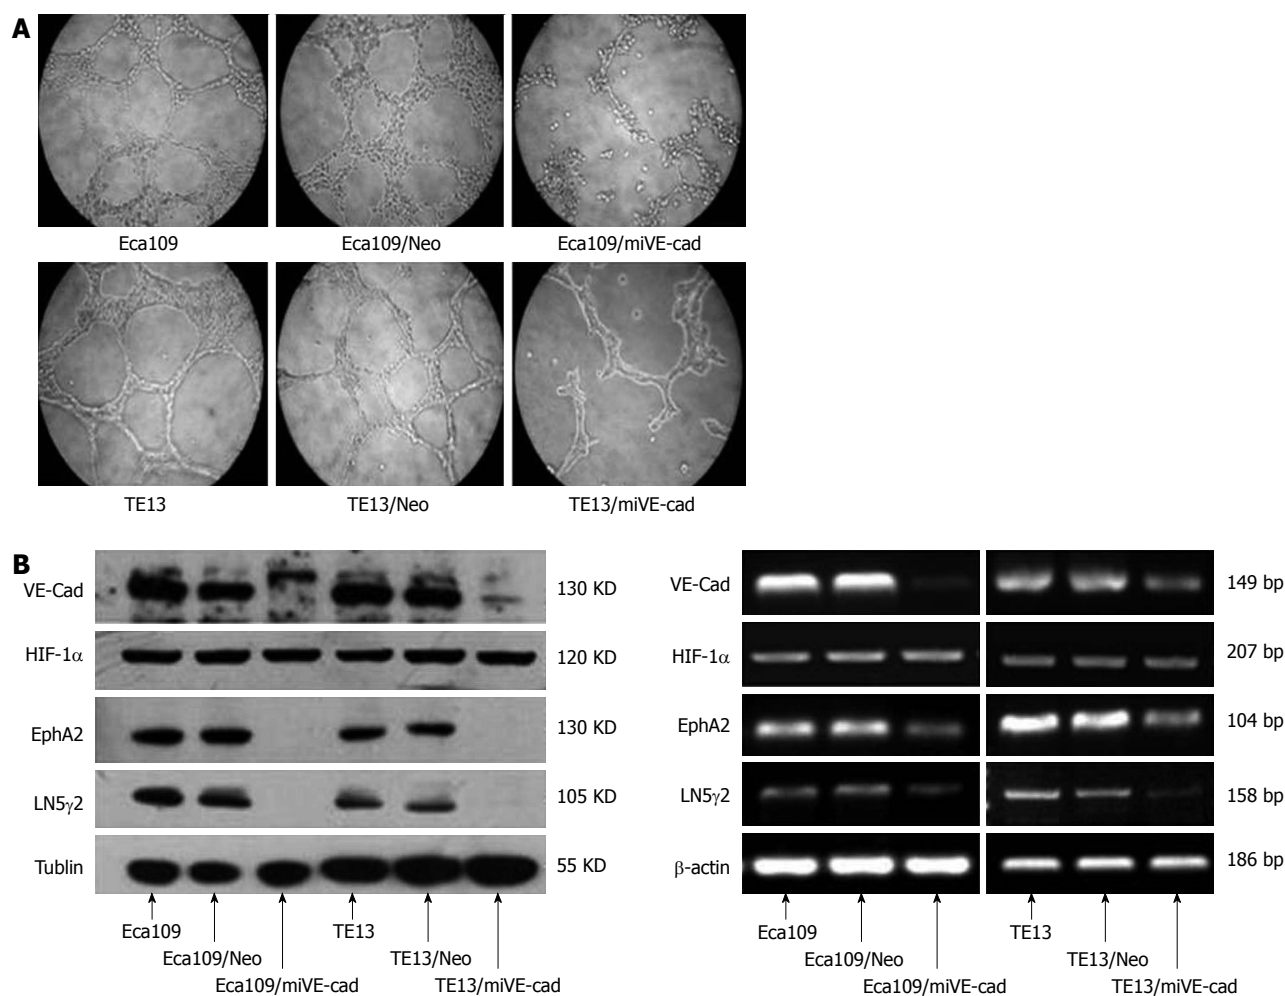 A
Eca109 Eca109/Neo Eca109/miVE-cad
TE13 TE13/Neo TE13/miVE-cad
B
VE-Cad 130 KD
HIF-1α 120 KD
EphA2 130 KD
LN5γ2 105 KD
Tublin 55 KD
Eca109 TE13
Eca109/Neo TE13/Neo
Eca109/miVE-cad TE13/miVE-cad
VE-Cad 149 bp
HIF-1α 207 bp
EphA2 104 bp
LN5γ2 158 bp
β-actin 186 bp
Eca109 TE13
Eca109/Neo TE13/Neo
Eca109/miVE-cad TE13/miVE-cad